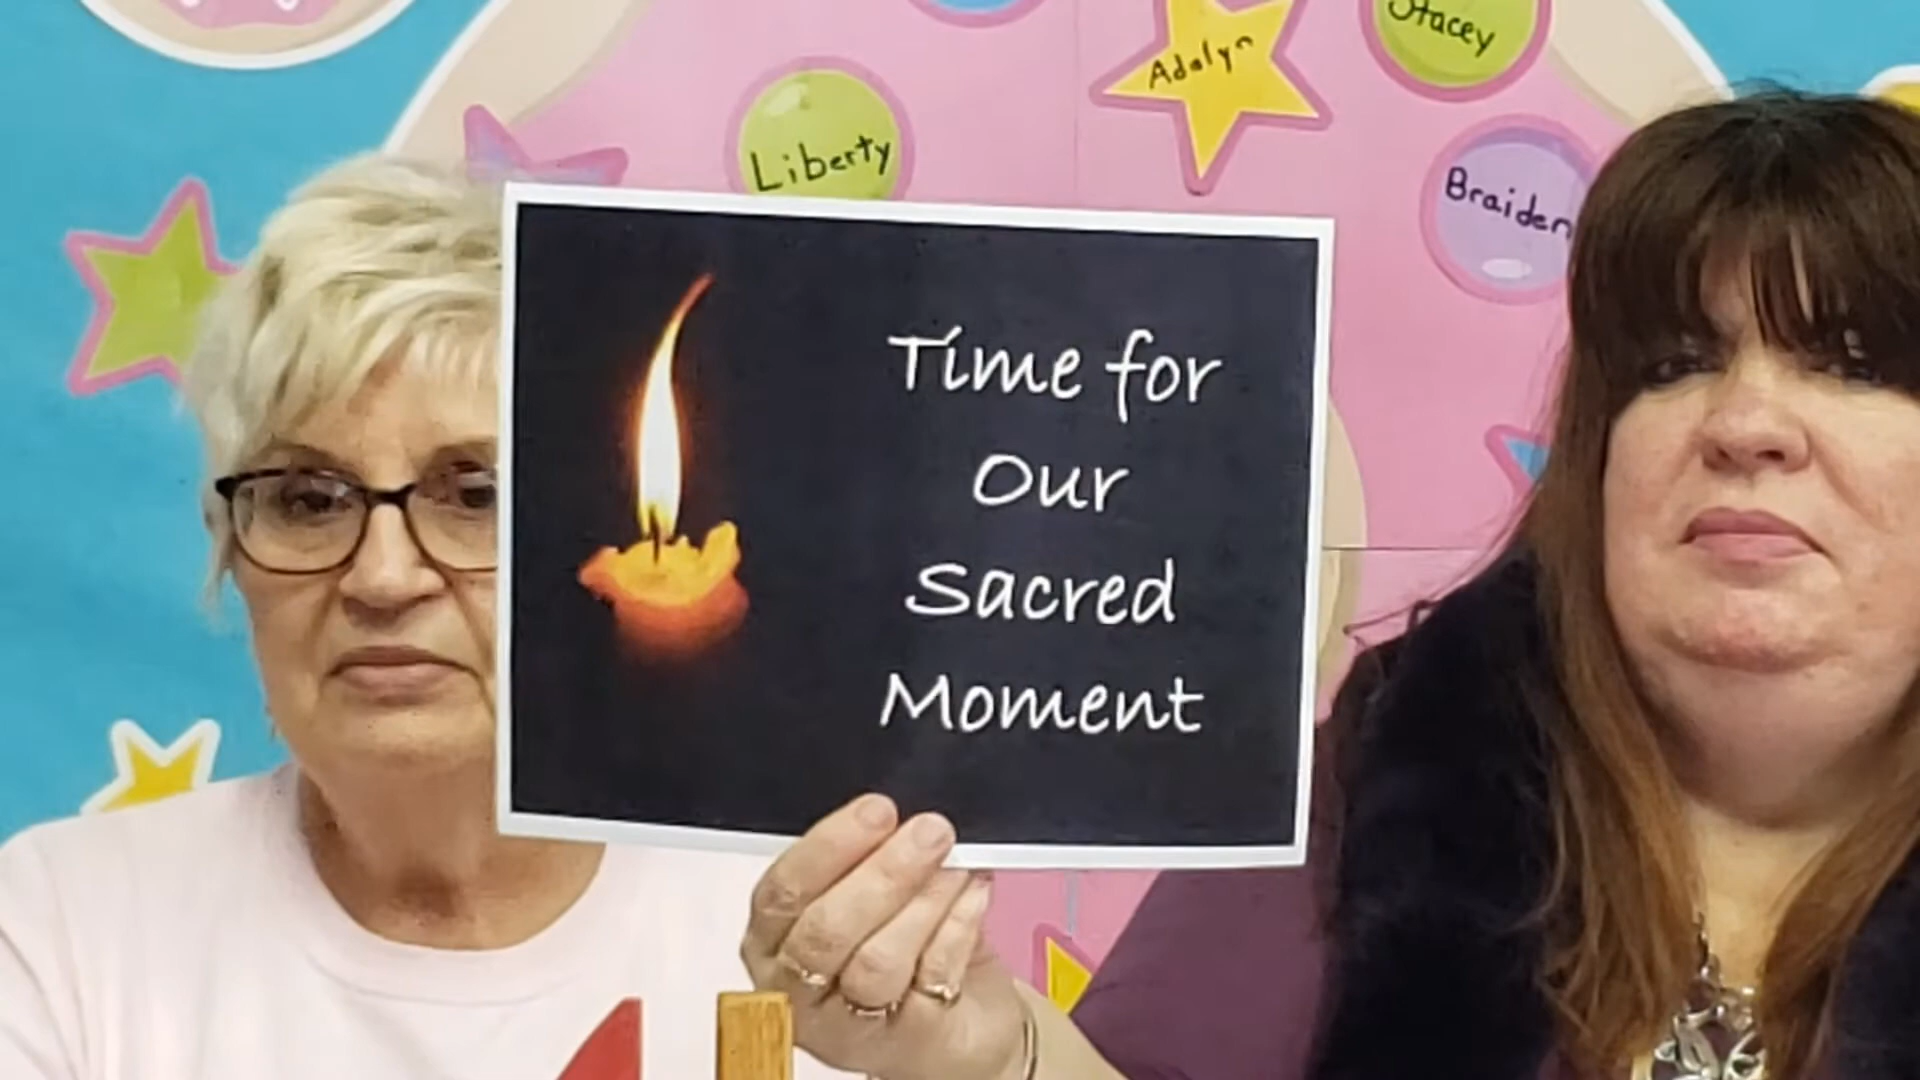 Stacey
Adalyn
Liberty
Braiden
Time for
Our
Sacred
Moment